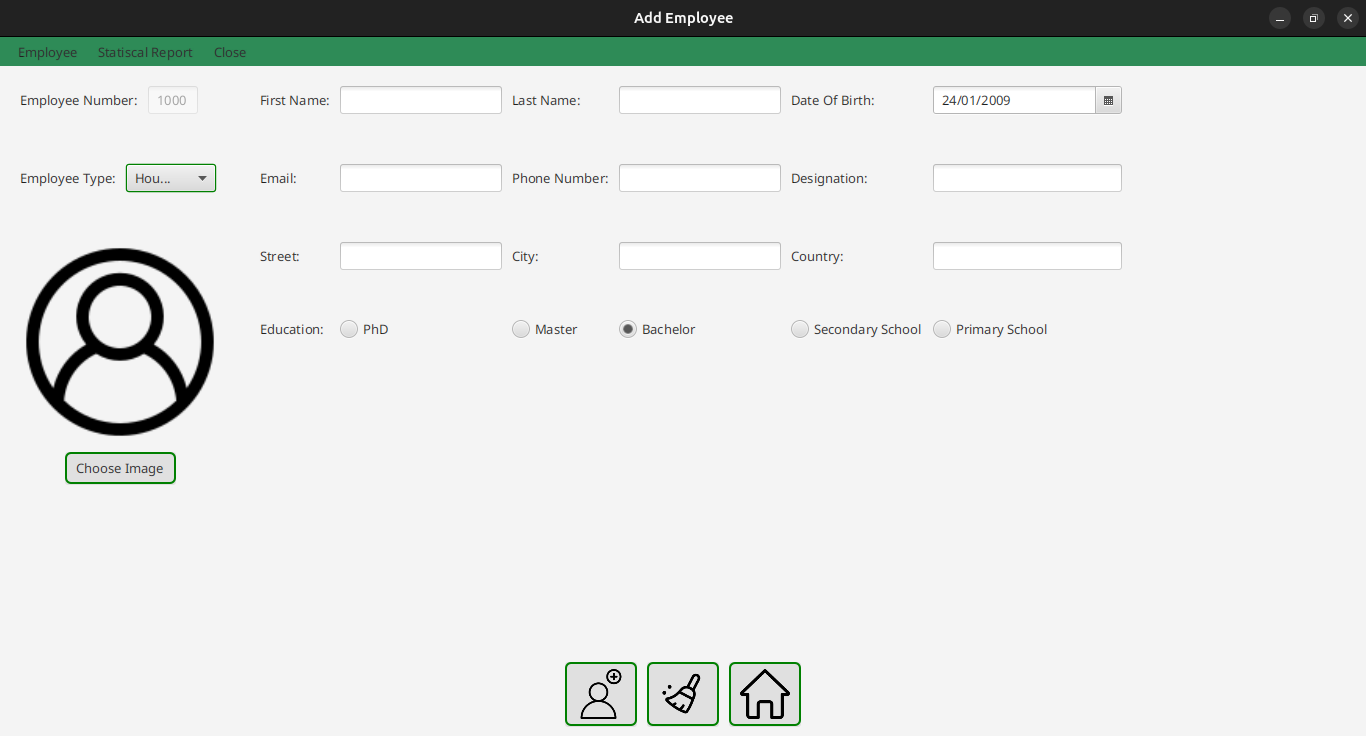 Add Employee
Employee Statiscal Report Close
Employee Number: 1000 First Name: Last Name: Date Of Birth: 24/01/2009
Employee Type: Hou... Email: Phone Number: Designation:
Street: City: Country:
Education: PhD Master Bachelor Secondary School Primary School
Choose Image